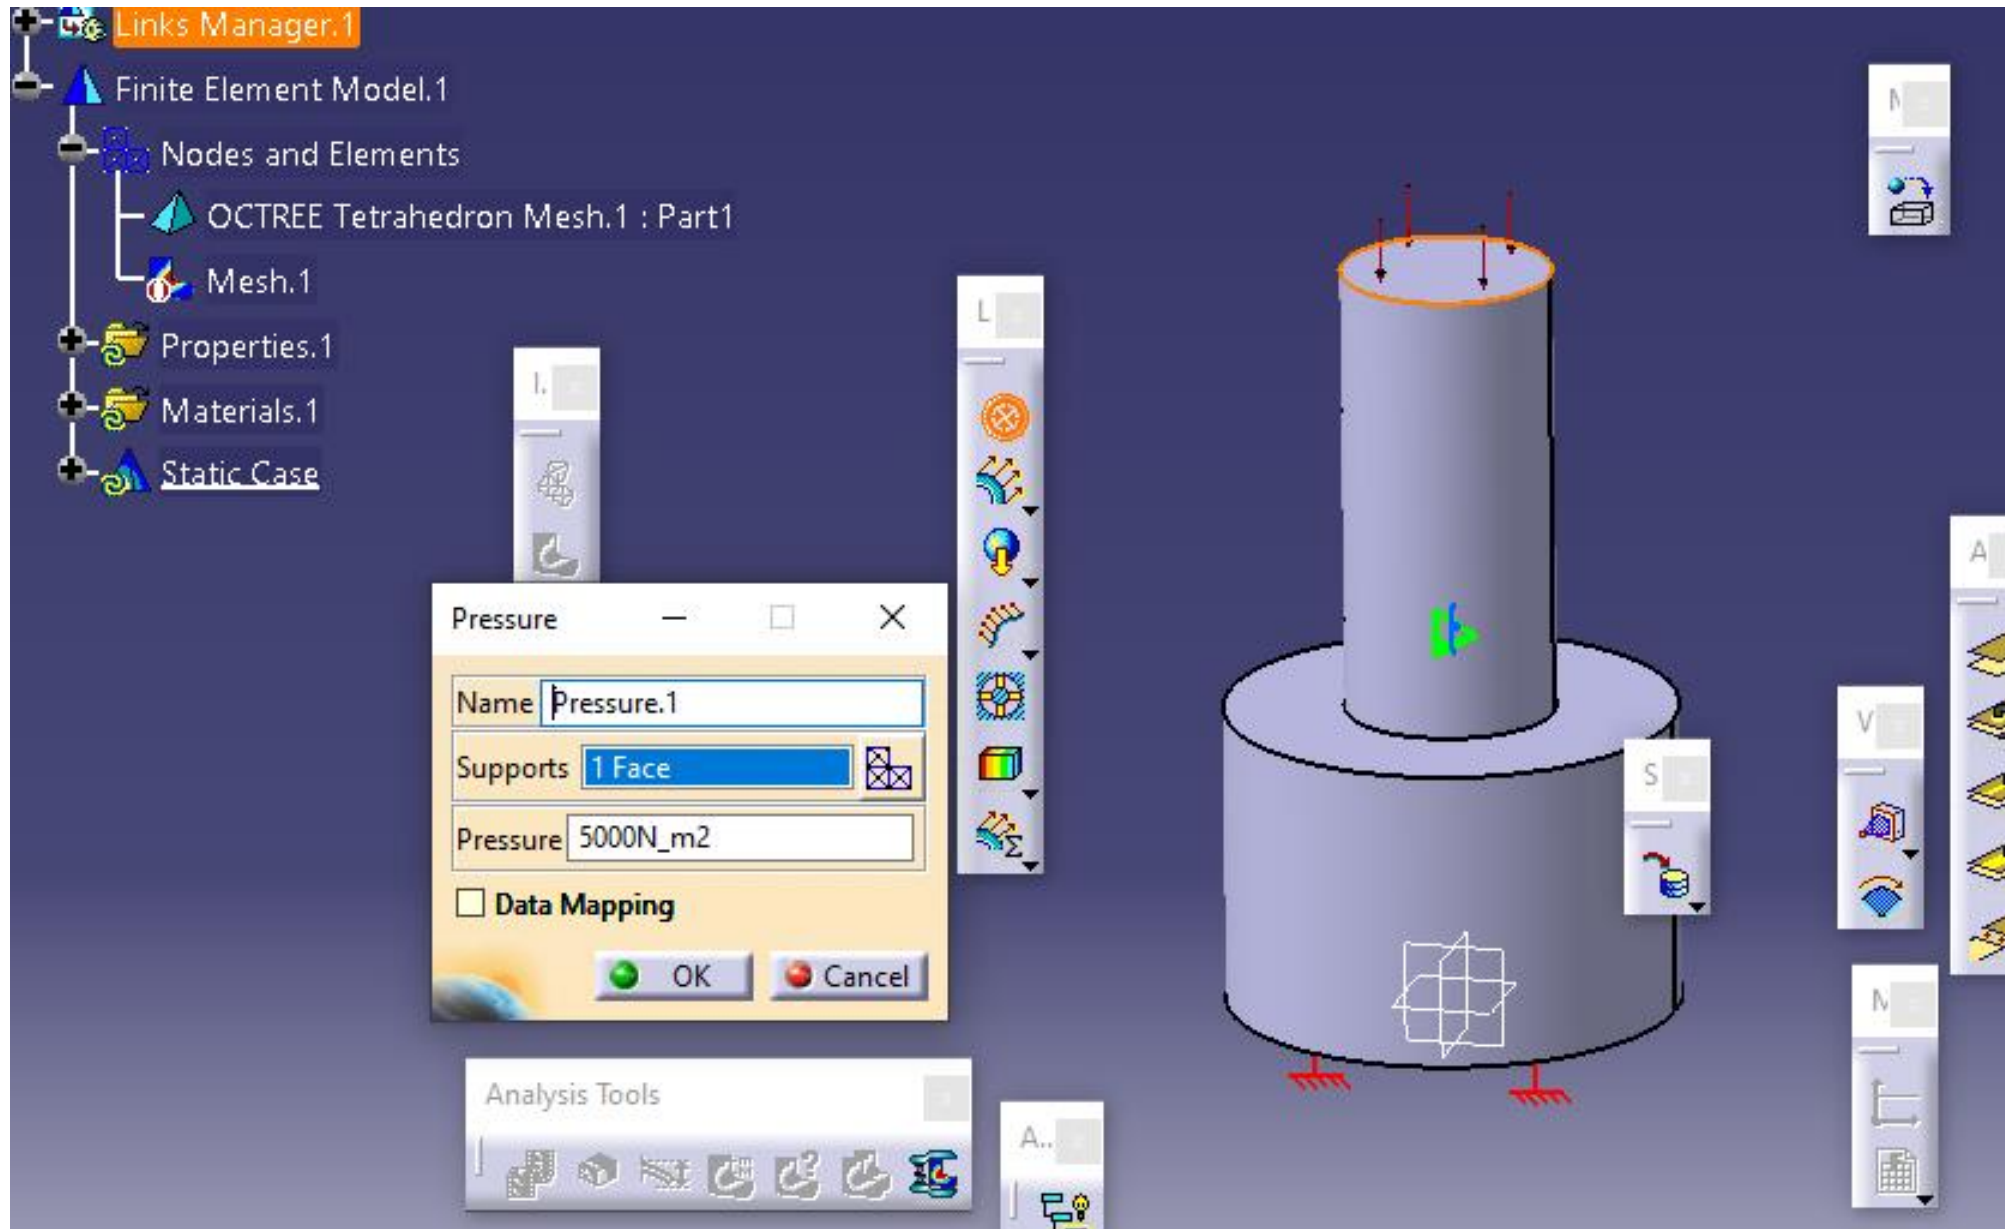 Links Manager.1
Finite Element Model.1
Nodes and Elements
OCTREE Tetrahedron Mesh.1 : Part1
Mesh.1
Properties.1
Materials.1
Static Case
I.
L
N
A
V
S
N
Pressure
Name Pressure.1
Supports 1 Face
Pressure 5000N_m2
Data Mapping
OK Cancel
Analysis Tools
A..